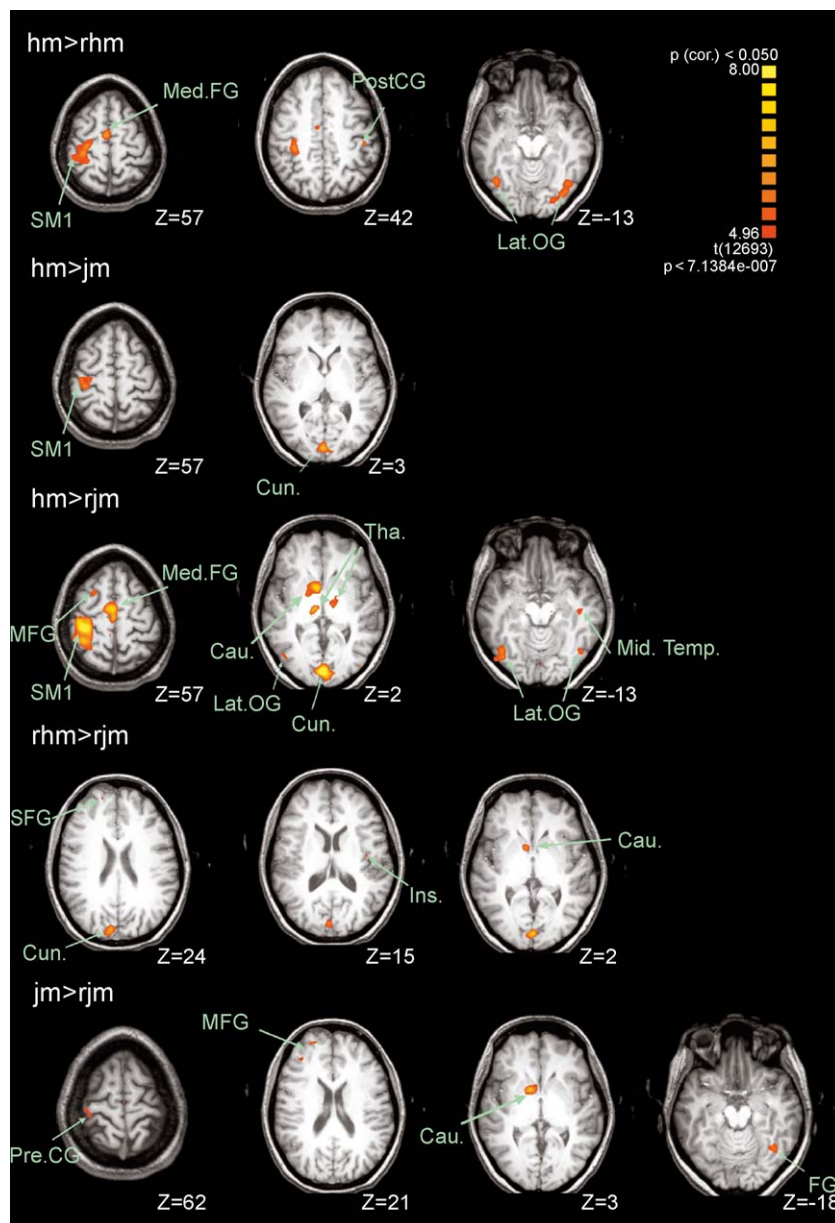 hm>rhm
Med.FG
PostCG
SM1
Z=57
Z=42
Lat.OG
Z=-13
p (cor.) < 0.050
8.00
4.96
t(12693)
p < 7.1384e-007
hm>jm
SM1
Z=57
Cun.
Z=3
hm>rjm
Med.FG
MFG
SM1
Z=57
Tha.
Cau.
Lat.OG
Cun.
Z=2
Mid. Temp.
Lat.OG
Z=-13
rhm>rjm
SFG
Cun.
Z=24
Ins.
Z=15
Cau.
Z=2
jm>rjm
Pre.CG
Z=62
MFG
Z=21
Cau.
Z=3
FG
Z=-18